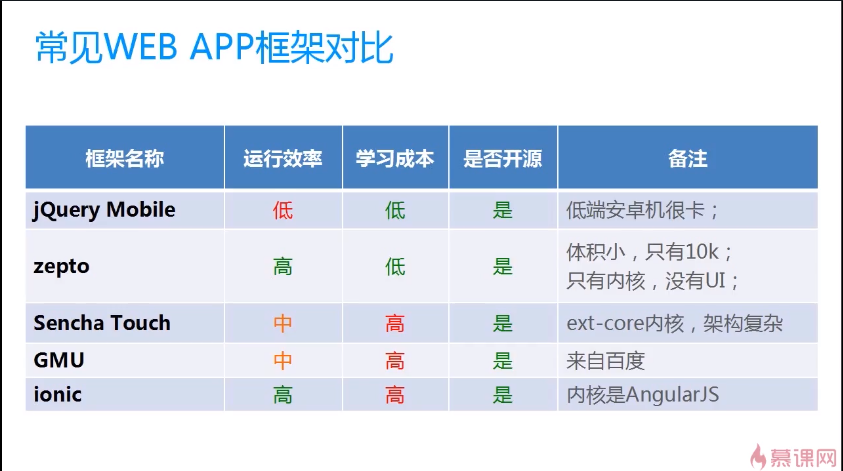 常见WEB APP框架对比
框架名称 运行效率 学习成本 是否开源 备注
jQuery Mobile 低 低 是 低端安卓机很卡；
zepto 高 低 是 体积小，只有10k；
只有内核，没有UI；
Sencha Touch 中 高 是 ext-core内核，架构复杂
GMU 中 高 是 来自百度
ionic 高 高 是 内核是AngularJS
慕课网